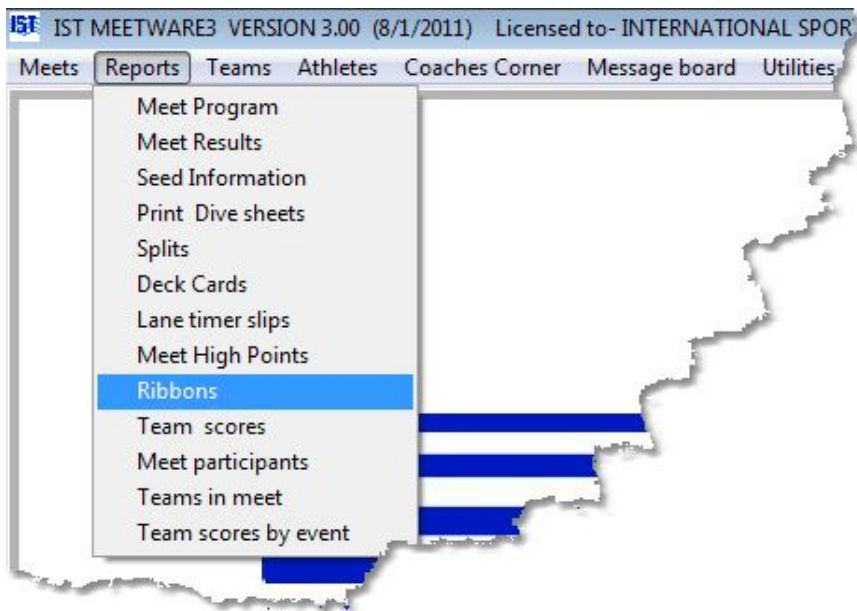 IST IST MEETWARE3 VERSION 3.00 (8/1/2011) Licensed to- INTERNATIONAL SPOR
Meets Reports Teams Athletes Coaches Corner Message board Utilities
Meet Program
Meet Results
Seed Information
Print Dive sheets
Splits
Deck Cards
Lane timer slips
Meet High Points
Ribbons
Team scores
Meet participants
Teams in meet
Team scores by event